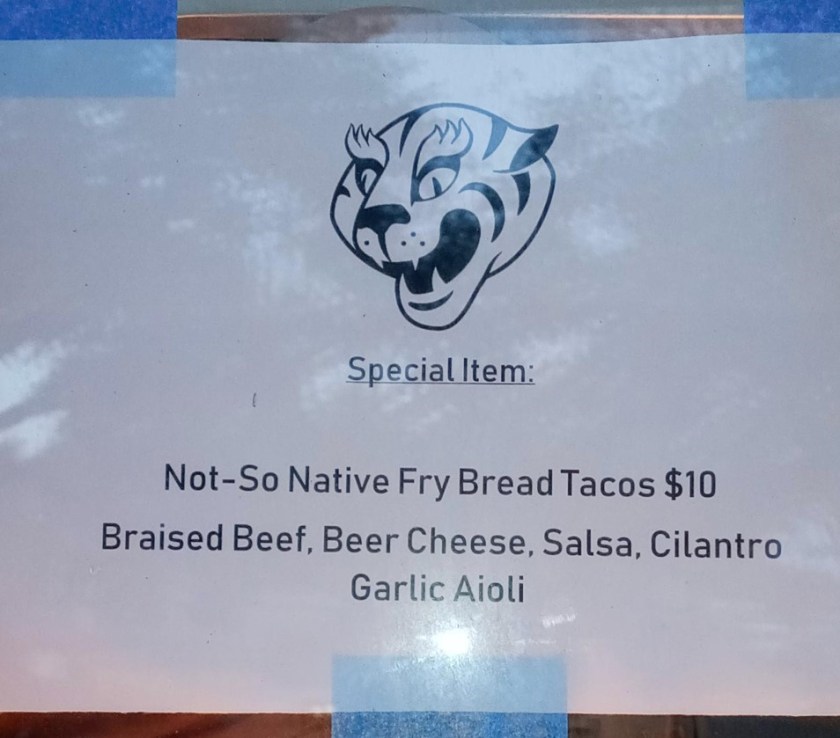 Special Item:
Not-So Native Fry Bread Tacos $10
Braised Beef, Beer Cheese, Salsa, Cilantro
Garlic Aioli